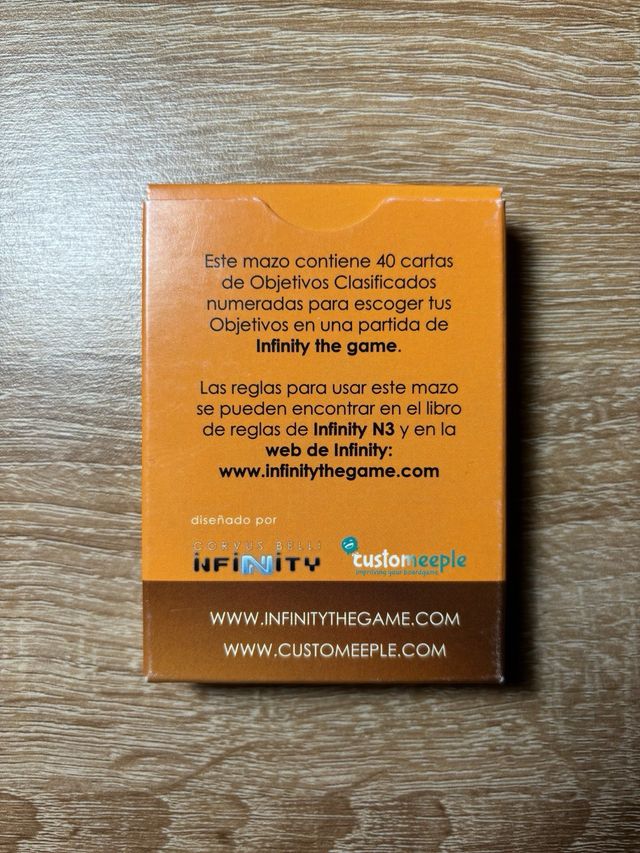 Este mazo contiene 40 cartas
de Objetivos Clasificados
numeradas para escoger tus
Objetivos en una partida de
Infinity the game.
Las reglas para usar este mazo
se pueden encontrar en el libro
de reglas de Infinity N3 y en la
web de Infinity:
www.infinitythegame.com
diseñado por
CORVUS BELLI
INFINITY
customeeple
improving your boardgame
WWW.INFINITYTHEGAME.COM
WWW.CUSTOMEEPLE.COM